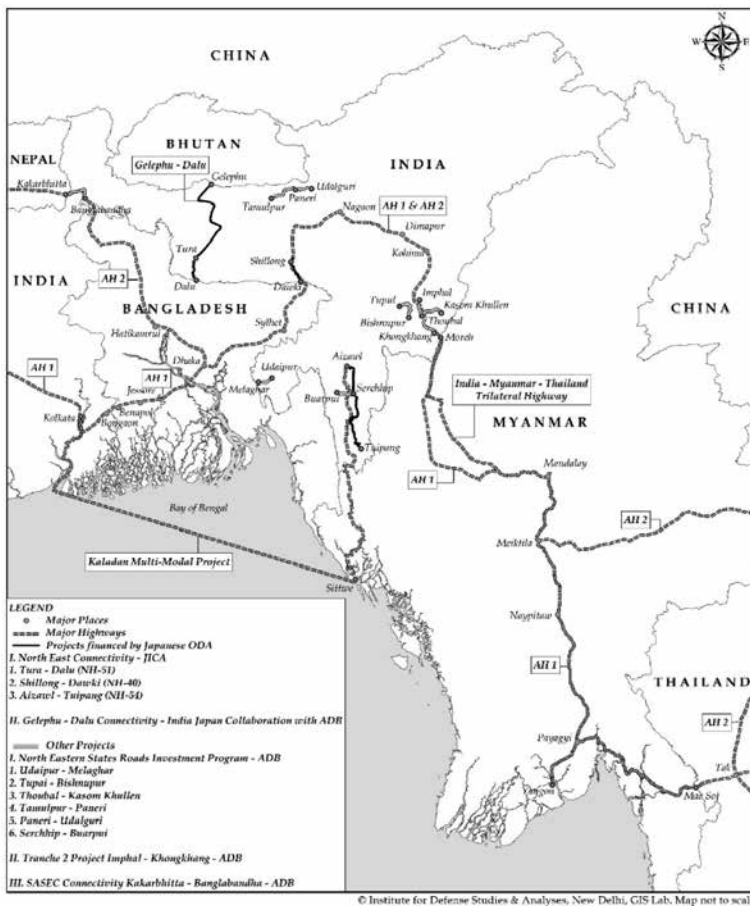 CHINA
N
W E
S
BHUTAN
Gelephu - Dalu
NEPAL
INDIA
Kakarbhitta
Gelephu
Udalguri
Paneri
Tamulpur
Banglabandha
Nagaon
AH 1 & AH 2
Dimapur
Kohima
Tura
Shillong
INDIA
AH 2
Dalu
Dawki
Imphal
Kasom Khullen
CHINA
BANGLADESH
Tupul
Bishnupur
Thoubal
Hatikamrul
Sylhet
Khongkhang
Moreh
Aizawl
Dhaka
Udaipur
AH 1
AH 1
Serchhip
India - Myanmar - Thailand
Trilateral Highway
Jessore
Melaghar
Buarpui
Kolkata
Benapol
Bongaon
MYANMAR
Tuipang
AH 1
Mandalay
Bay of Bengal
AH 2
Meiktila
Kaladan Multi-Modal Project
Sittwe
Naypitaw
AH 1
THAILAND
AH 2
Payagyi
Tak
Yangon
Mae Sot
LEGEND
Major Places
Major Highways
Projects financed by Japanese ODA
I. North East Connectivity - JICA
1. Tura - Dalu (NH-51)
2. Shillong - Dawki (NH-40)
3. Aizawl - Tuipang (NH-54)
II. Gelephu - Dalu Connectivity - India Japan Collaboration with ADB
Other Projects
I. North Eastern States Roads Investment Program - ADB
1. Udaipur - Melaghar
2. Tupai - Bishnupur
3. Thoubal - Kasom Khullen
4. Tamulpur - Paneri
5. Paneri - Udalguri
6. Serchhip - Buarpui
II. Tranche 2 Project Imphal - Khongkhang - ADB
III. SASEC Connectivity Kakarbhitta - Banglabandha - ADB
© Institute for Defense Studies & Analyses, New Delhi, GIS Lab. Map not to scale